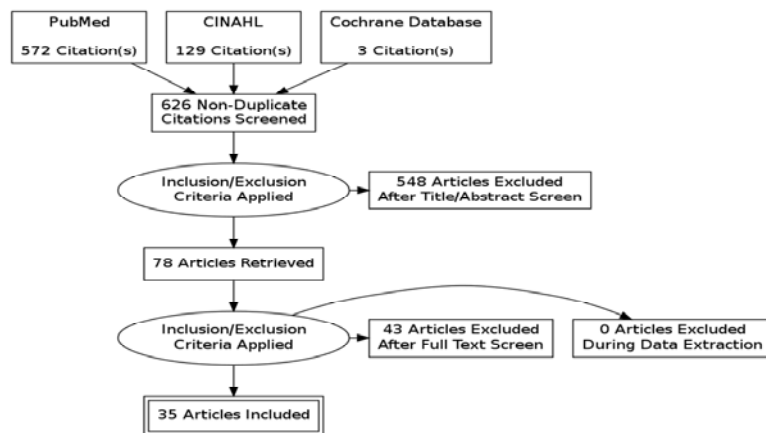 PubMed
572 Citation(s)
CINAHL
129 Citation(s)
Cochrane Database
3 Citation(s)
626 Non-Duplicate
Citations Screened
Inclusion/Exclusion
Criteria Applied
548 Articles Excluded
After Title/Abstract Screen
78 Articles Retrieved
Inclusion/Exclusion
Criteria Applied
43 Articles Excluded
After Full Text Screen
0 Articles Excluded
During Data Extraction
35 Articles Included